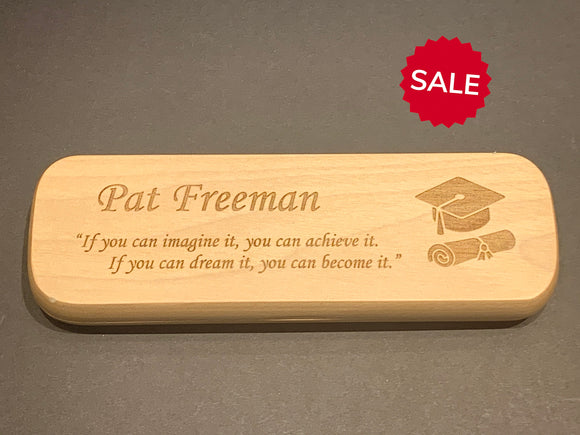 SALE
Pat Freeman
“If you can imagine it, you can achieve it.
If you can dream it, you can become it.”